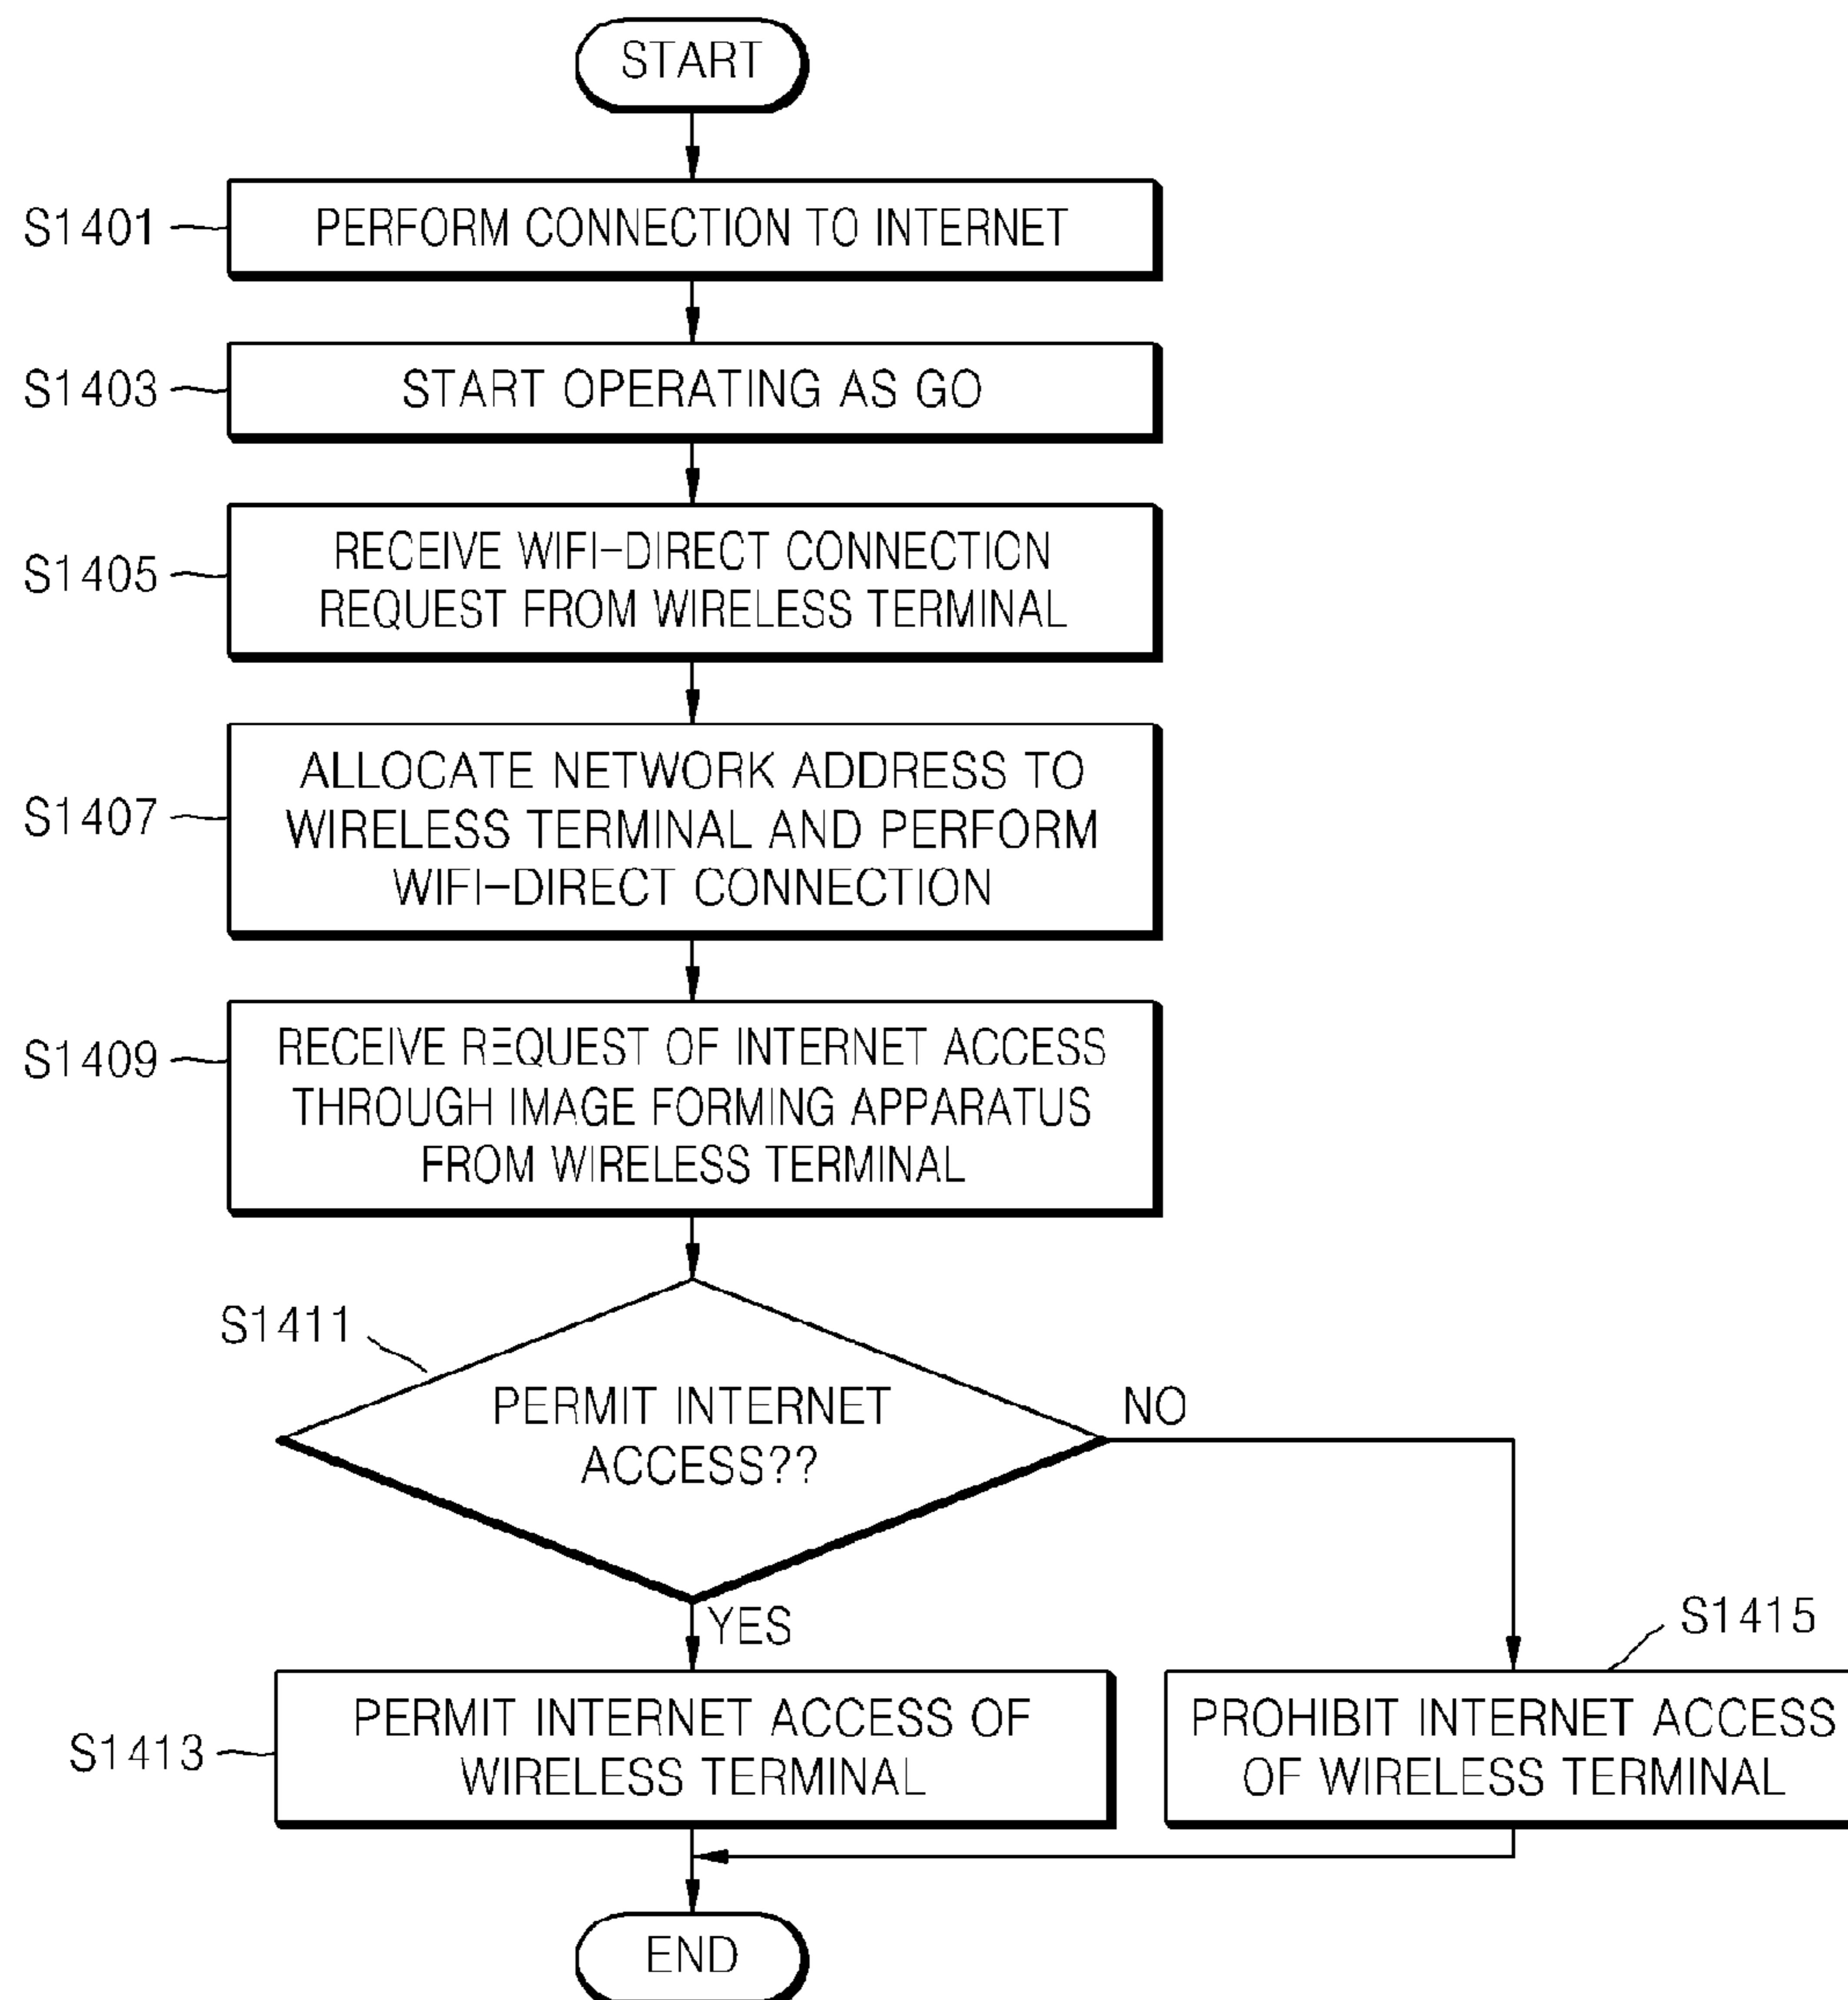 START
S1401
PERFORM CONNECTION TO INTERNET
S1403
START OPERATING AS GO
S1405
RECEIVE WIFI-DIRECT CONNECTION
REQUEST FROM WIRELESS TERMINAL
S1407
ALLOCATE NETWORK ADDRESS TO
WIRELESS TERMINAL AND PERFORM
WIFI-DIRECT CONNECTION
S1409
RECEIVE REQUEST OF INTERNET ACCESS
THROUGH IMAGE FORMING APPARATUS
FROM WIRELESS TERMINAL
S1411
PERMIT INTERNET
ACCESS??
NO
YES
S1413
PERMIT INTERNET ACCESS OF
WIRELESS TERMINAL
S1415
PROHIBIT INTERNET ACCESS
OF WIRELESS TERMINAL
END